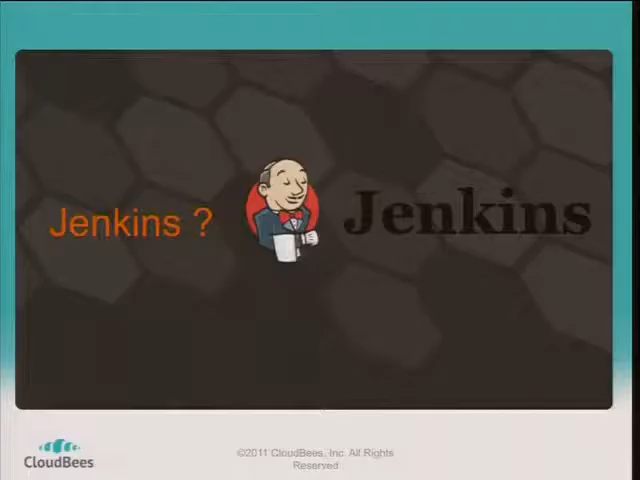 Jenkins ?
Jenkins
CloudBees
©2011 CloudBees, Inc. All Rights
Reserved